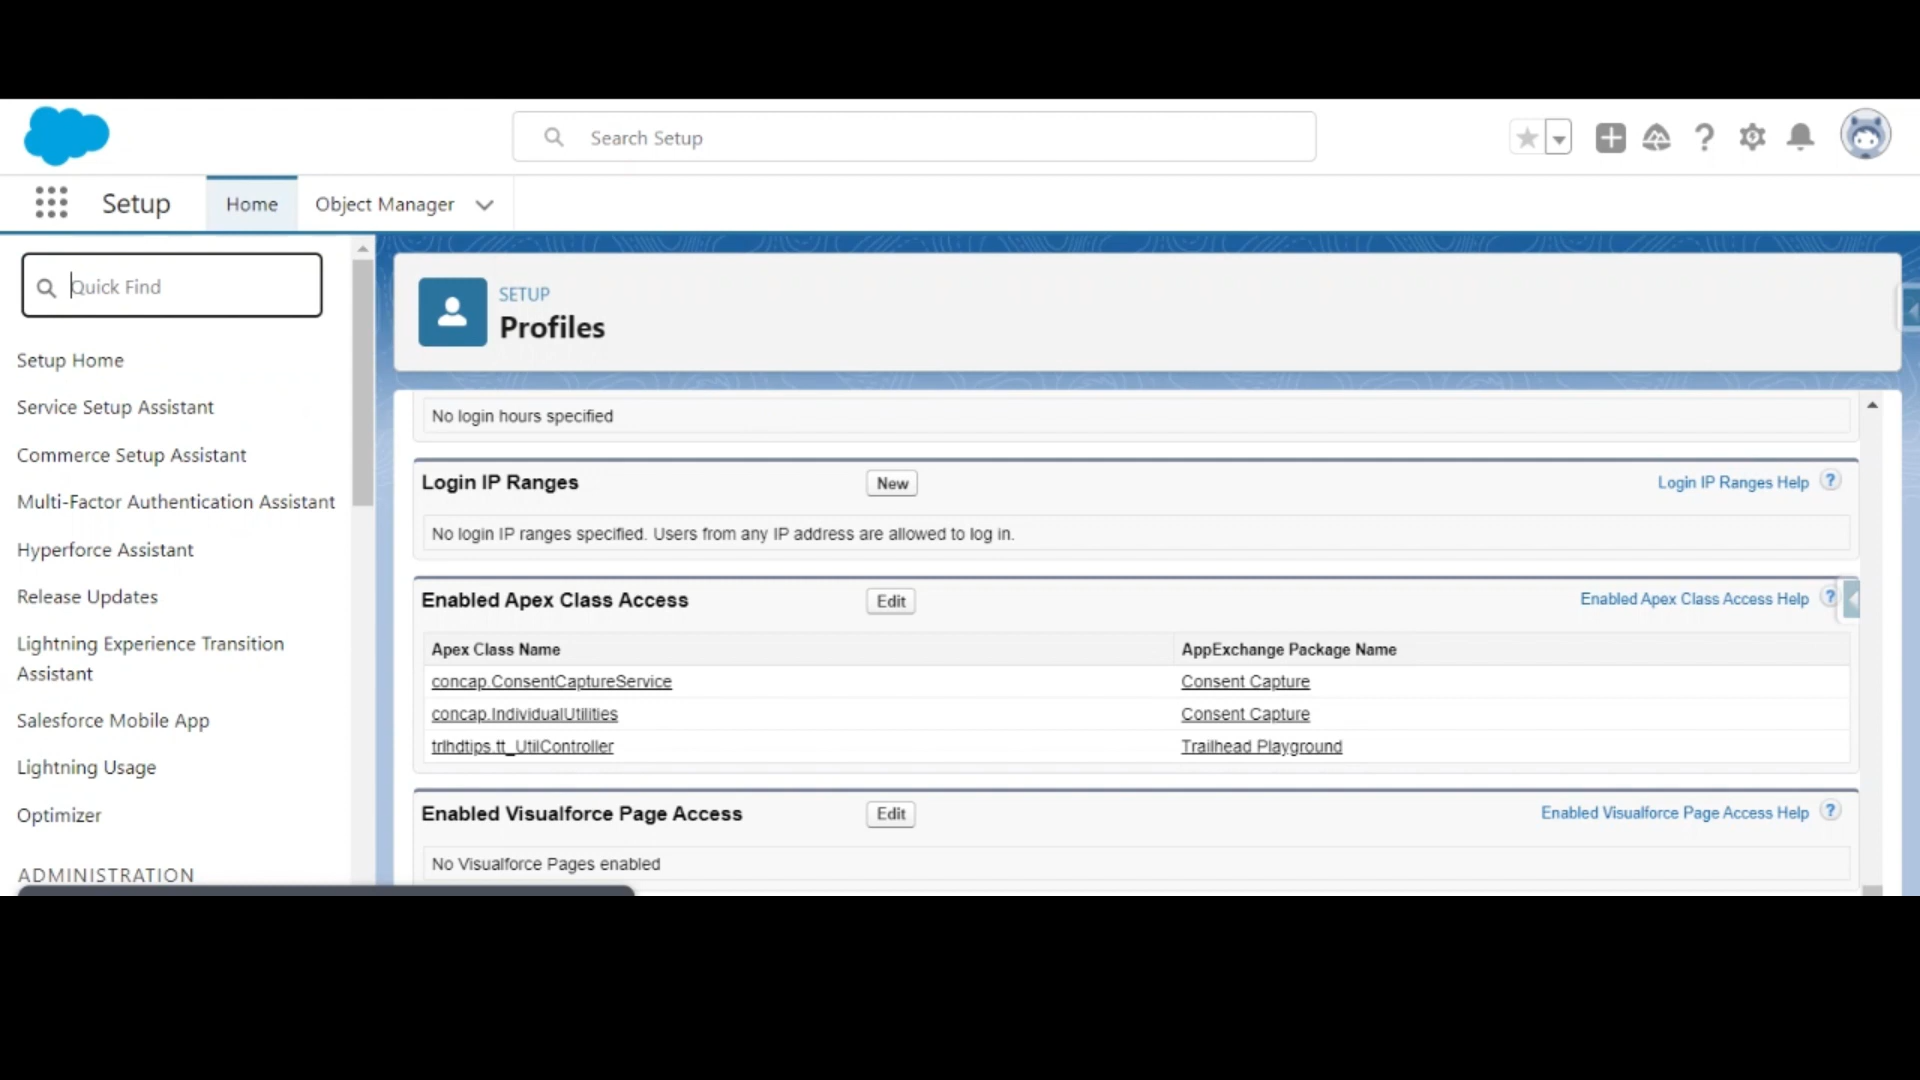 Search Setup
Setup
Home
Object Manager
Quick Find
Setup Home
Service Setup Assistant
Commerce Setup Assistant
Multi-Factor Authentication Assistant
Hyperforce Assistant
Release Updates
Lightning Experience Transition
Assistant
Salesforce Mobile App
Lightning Usage
Optimizer
ADMINISTRATION
SETUP
Profiles
No login hours specified
Login IP Ranges
New
Login IP Ranges Help ?
No login IP ranges specified. Users from any IP address are allowed to log in.
Enabled Apex Class Access
Edit
Enabled Apex Class Access Help ?
Apex Class Name
AppExchange Package Name
concap.ConsentCaptureService
Consent Capture
concap.IndividualUtilities
Consent Capture
trlhdtips.tt_UtilController
Trailhead Playground
Enabled Visualforce Page Access
Edit
Enabled Visualforce Page Access Help ?
No Visualforce Pages enabled